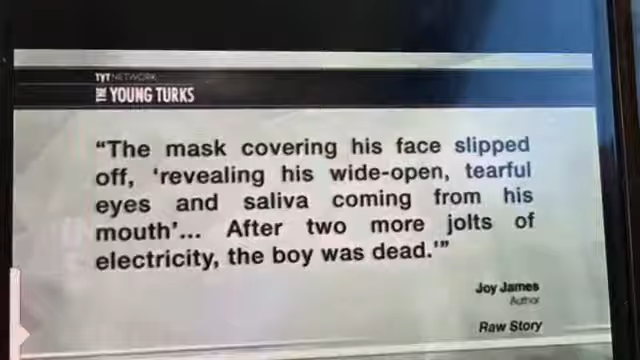 TYT NETWORK
THE YOUNG TURKS
“The mask covering his face slipped
off, ‘revealing his wide-open, tearful
eyes and saliva coming from his
mouth’... After two more jolts of
electricity, the boy was dead.’”
Joy James
Author
Raw Story